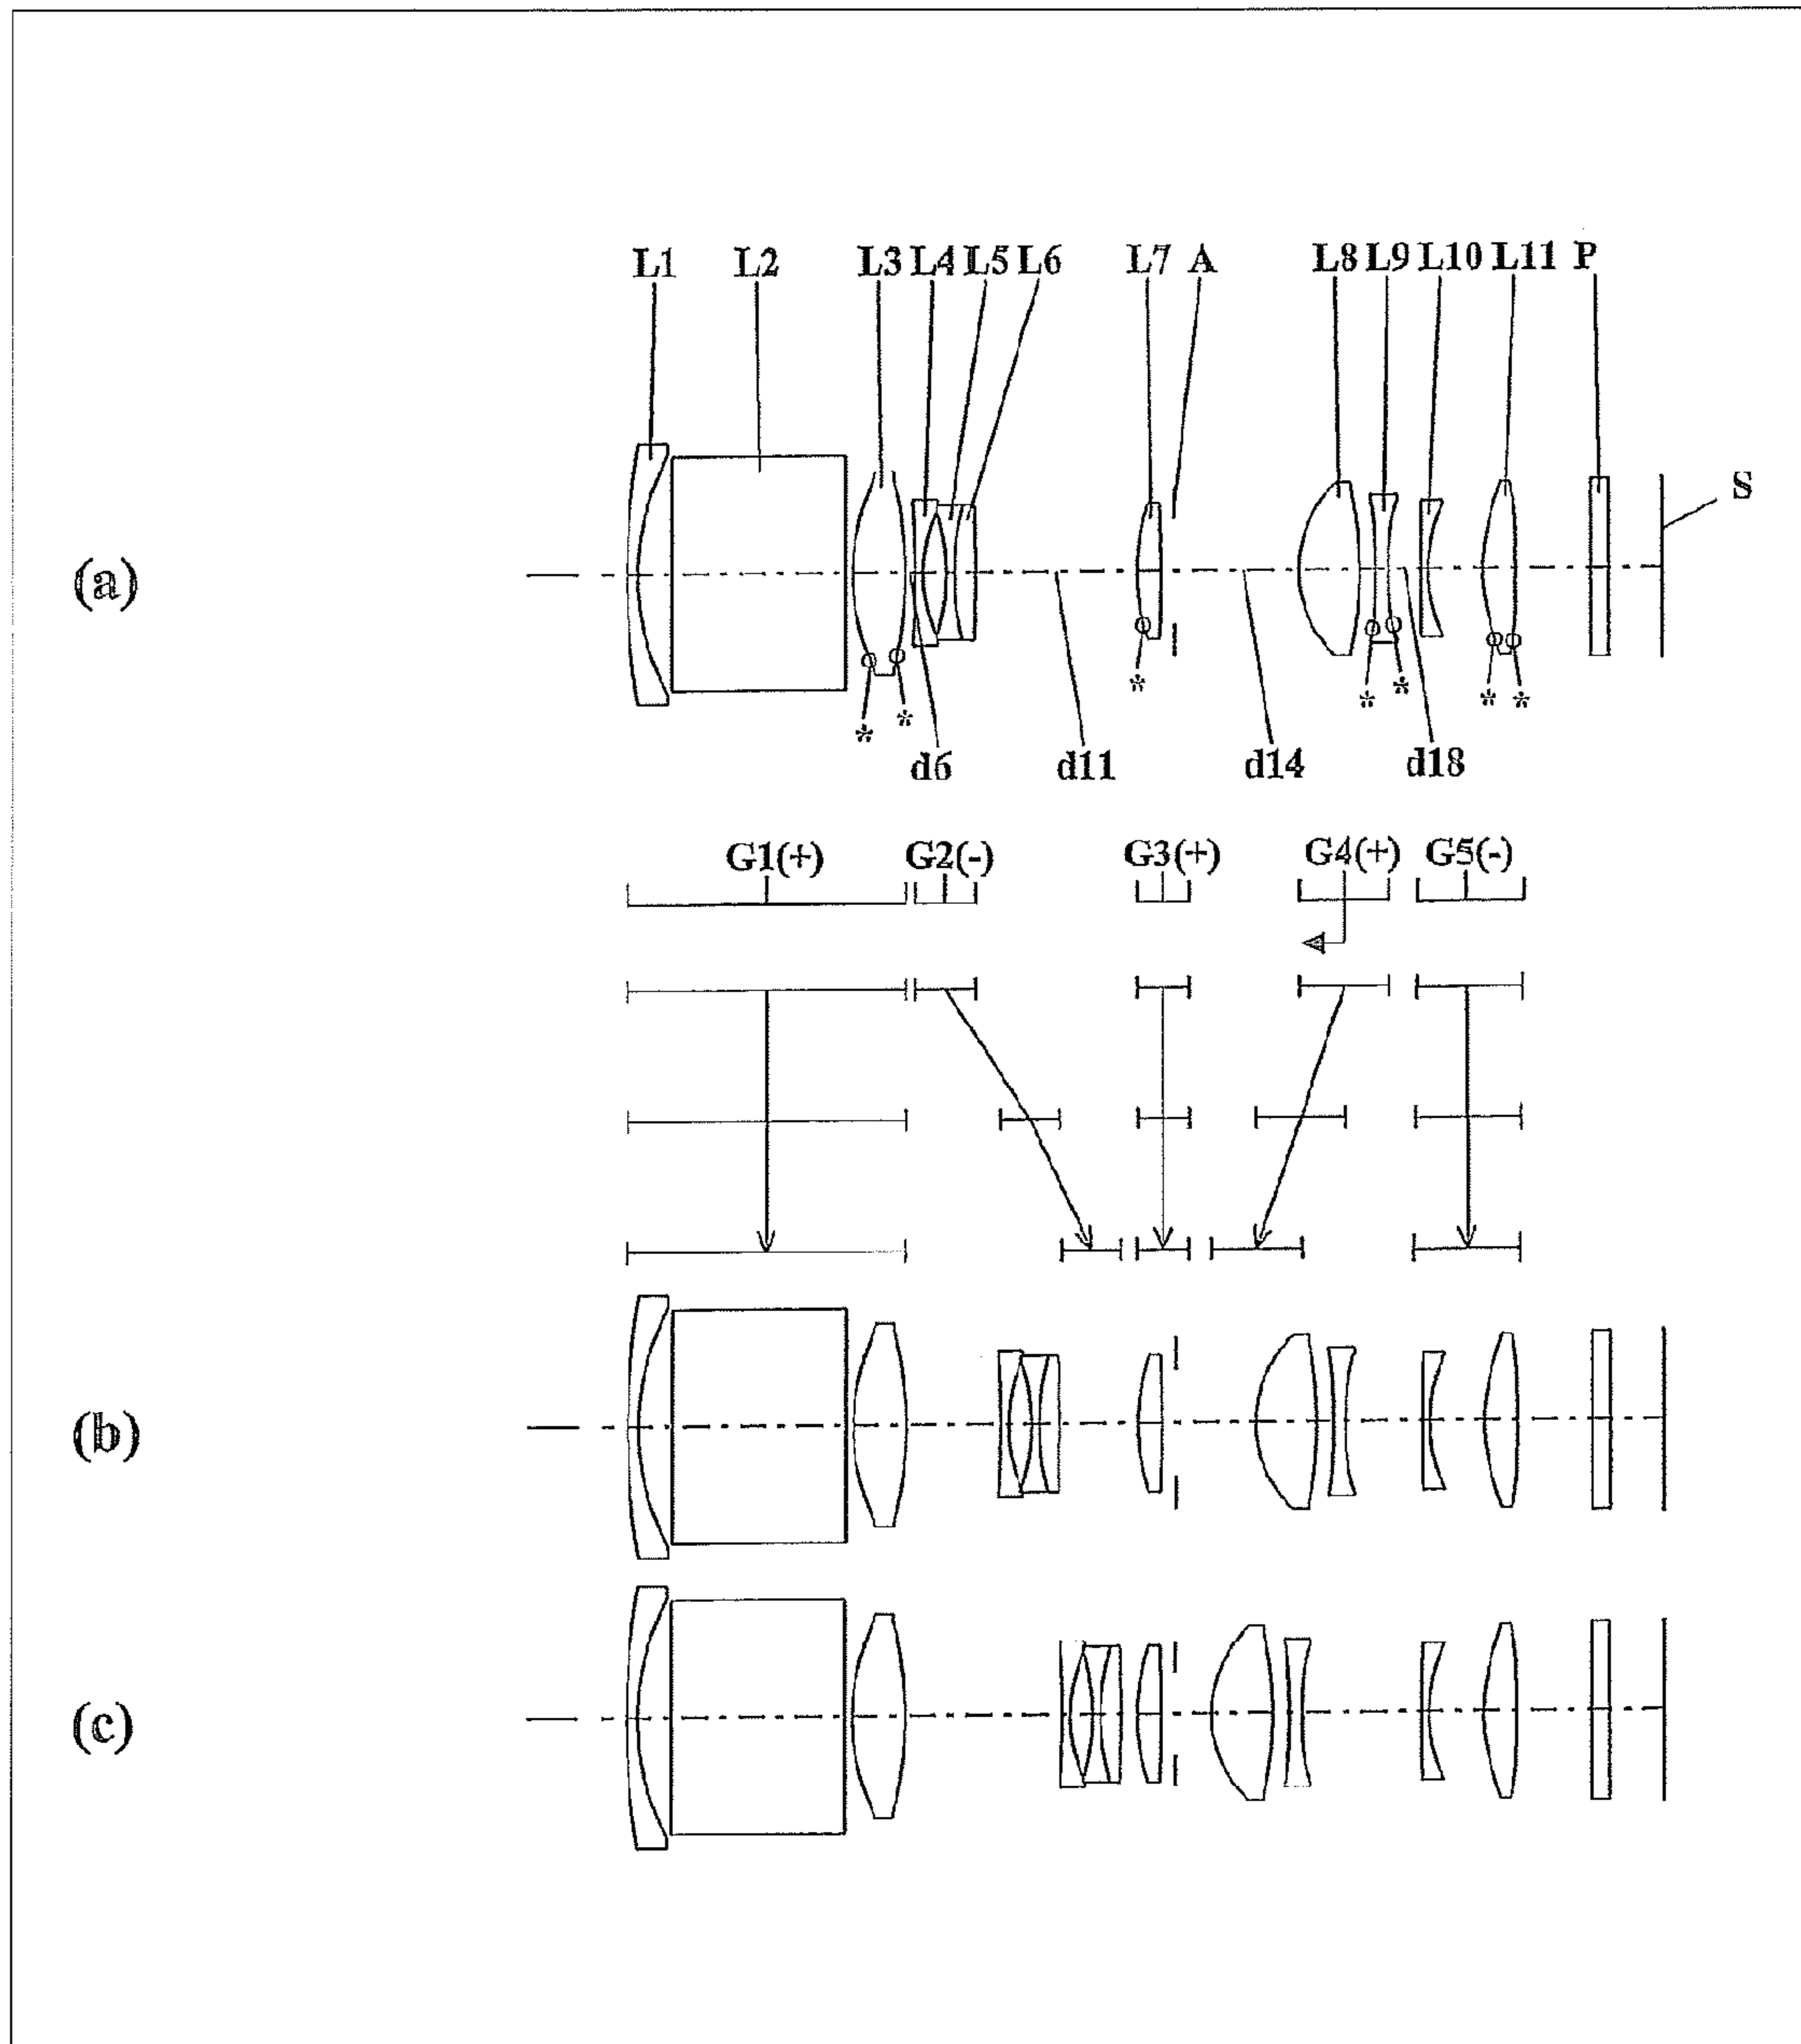 L1 L2 L3 L4 L5 L6 L7 A L8 L9 L10 L11 P
S
(a)
* * * * * * *
d6 d11 d14 d18
G1(+) G2(-) G3(+) G4(+) G5(-)
(b)
(c)